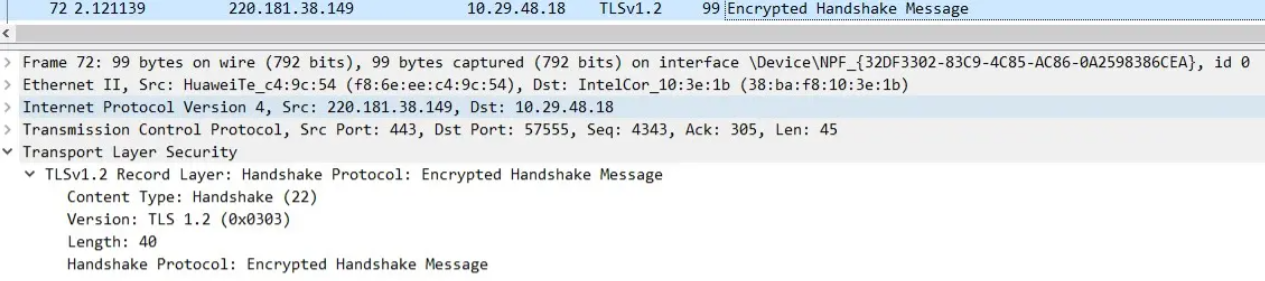 72 2.121139 220.181.38.149 10.29.48.18 TLSv1.2 99 Encrypted Handshake Message
Frame 72: 99 bytes on wire (792 bits), 99 bytes captured (792 bits) on interface \Device\NPF_{32DF3302-83C9-4C85-AC86-0A2598386CEA}, id 0
Ethernet II, Src: HuaweiTe_c4:9c:54 (f8:6e:ee:c4:9c:54), Dst: IntelCor_10:3e:1b (38:ba:f8:10:3e:1b)
Internet Protocol Version 4, Src: 220.181.38.149, Dst: 10.29.48.18
Transmission Control Protocol, Src Port: 443, Dst Port: 57555, Seq: 4343, Ack: 305, Len: 45
Transport Layer Security
TLSv1.2 Record Layer: Handshake Protocol: Encrypted Handshake Message
Content Type: Handshake (22)
Version: TLS 1.2 (0x0303)
Length: 40
Handshake Protocol: Encrypted Handshake Message